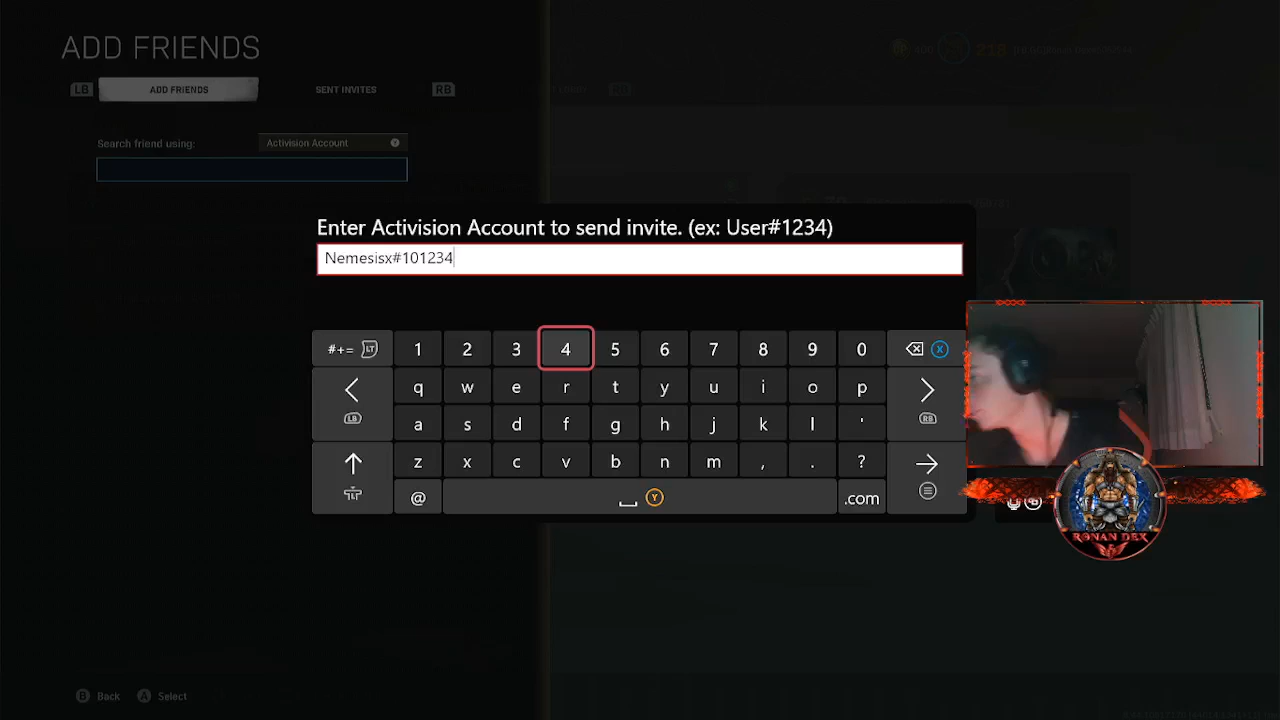 ADD FRIENDS
LB ADD FRIENDS SENT INVITES RB
Search friend using: Activision Account ?
Enter Activision Account to send invite. (ex: User#1234)
Nemesisx#101234
#+= LT 1 2 3 4 5 6 7 8 9 0 X
q w e r t y u i o p
LB a s d f g h j k l ' RB
z x c v b n m , . ?
LT @ Y .com
RONAN DEX
B Back A Select